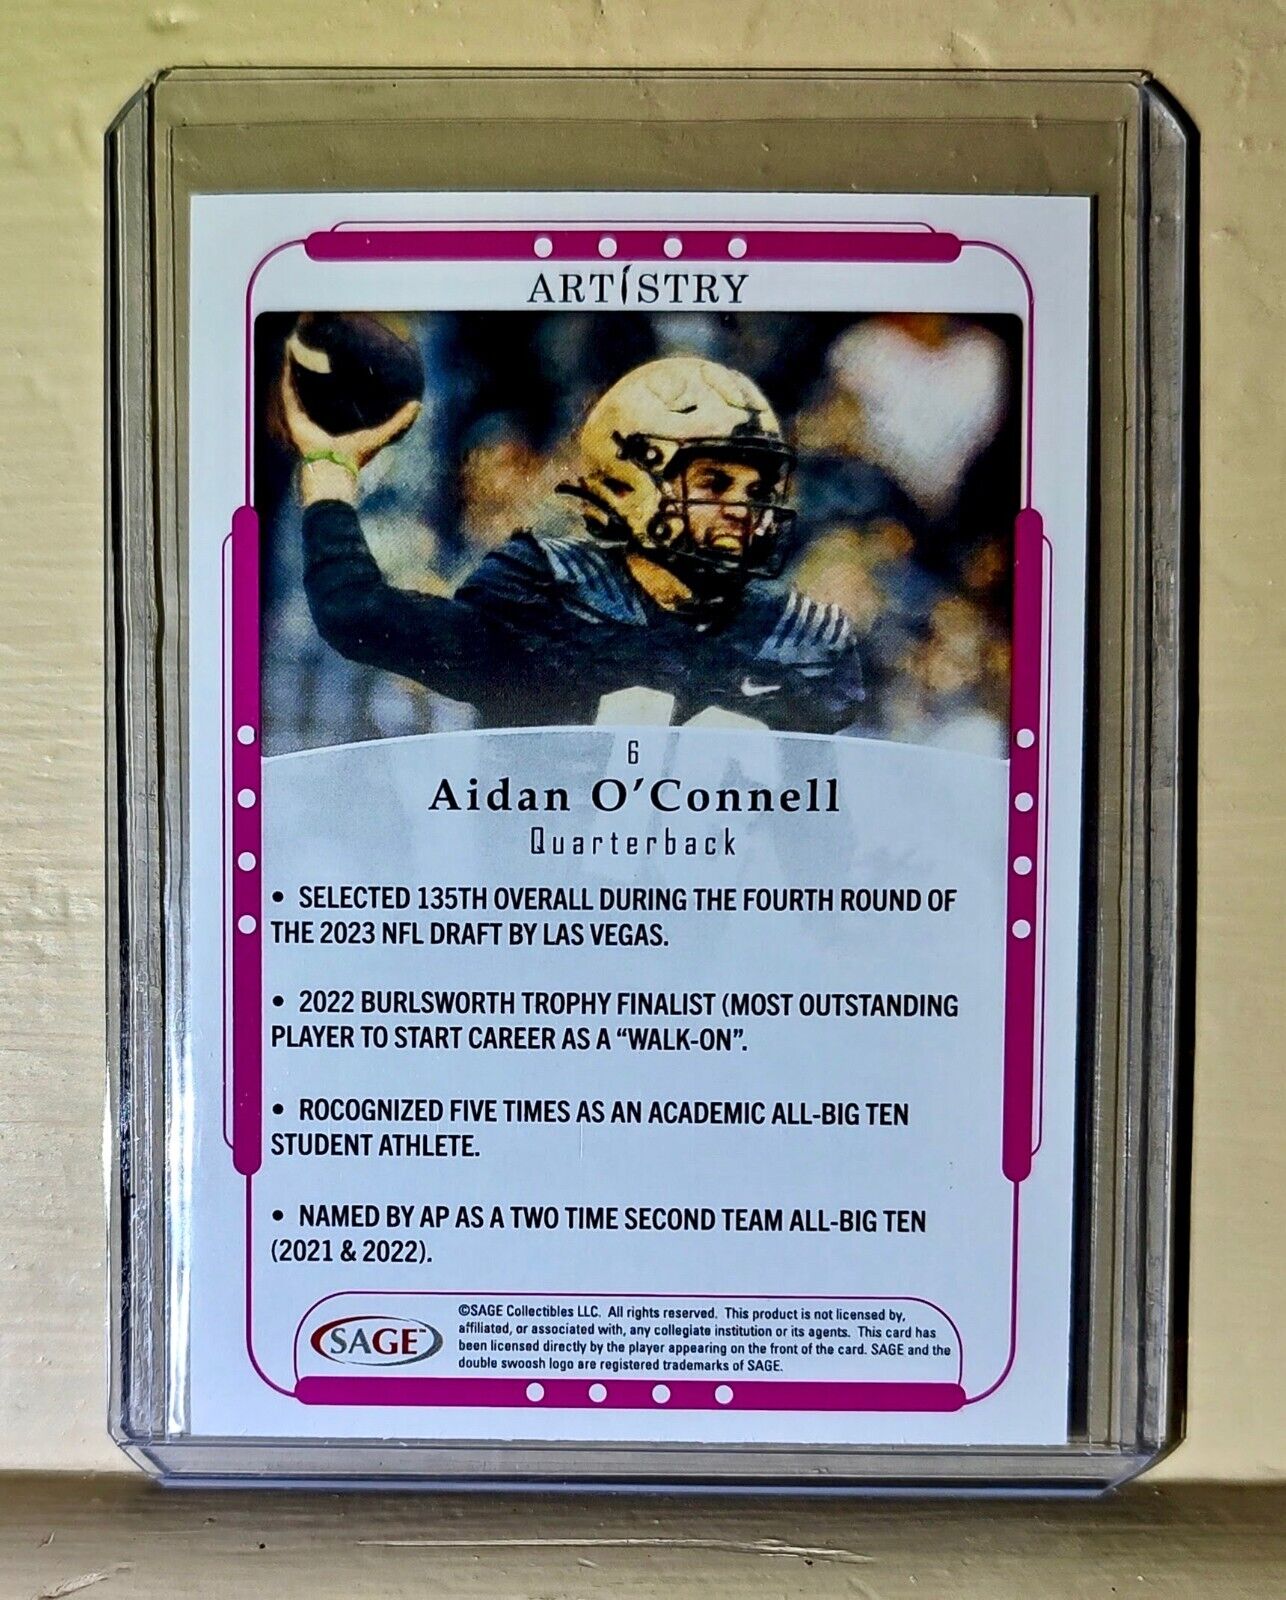 ARTISTRY
6
Aidan O'Connell
Quarterback
• SELECTED 135TH OVERALL DURING THE FOURTH ROUND OF
THE 2023 NFL DRAFT BY LAS VEGAS.
• 2022 BURLSWORTH TROPHY FINALIST (MOST OUTSTANDING
PLAYER TO START CAREER AS A “WALK-ON”.
• ROCOGNIZED FIVE TIMES AS AN ACADEMIC ALL-BIG TEN
STUDENT ATHLETE.
• NAMED BY AP AS A TWO TIME SECOND TEAM ALL-BIG TEN
(2021 & 2022).
SAGE™
©SAGE Collectibles LLC. All rights reserved. This product is not licensed by,
affiliated, or associated with, any collegiate institution or its agents. This card has
been licensed directly by the player appearing on the front of the card. SAGE and the
double swoosh logo are registered trademarks of SAGE.